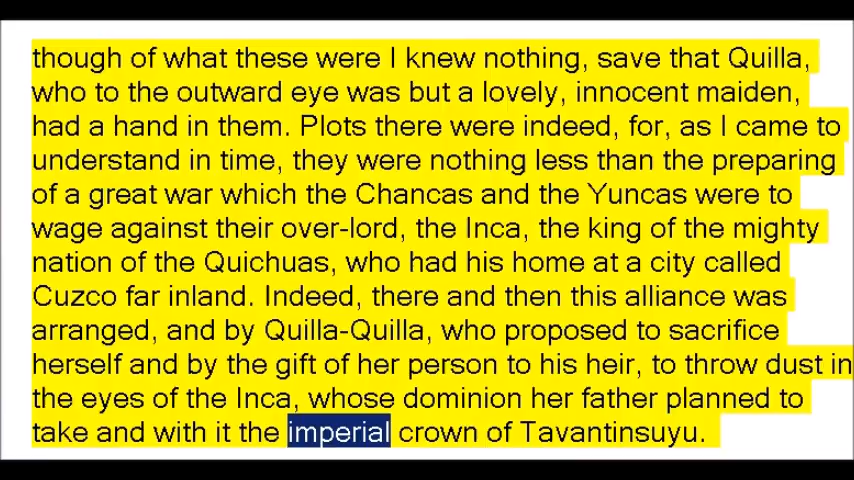 though of what these were I knew nothing, save that Quilla,
who to the outward eye was but a lovely, innocent maiden,
had a hand in them. Plots there were indeed, for, as I came to
understand in time, they were nothing less than the preparing
of a great war which the Chancas and the Yuncas were to
wage against their over-lord, the Inca, the king of the mighty
nation of the Quichuas, who had his home at a city called
Cuzco far inland. Indeed, there and then this alliance was
arranged, and by Quilla-Quilla, who proposed to sacrifice
herself and by the gift of her person to his heir, to throw dust in
the eyes of the Inca, whose dominion her father planned to
take and with it the imperial crown of Tavantinsuyu.